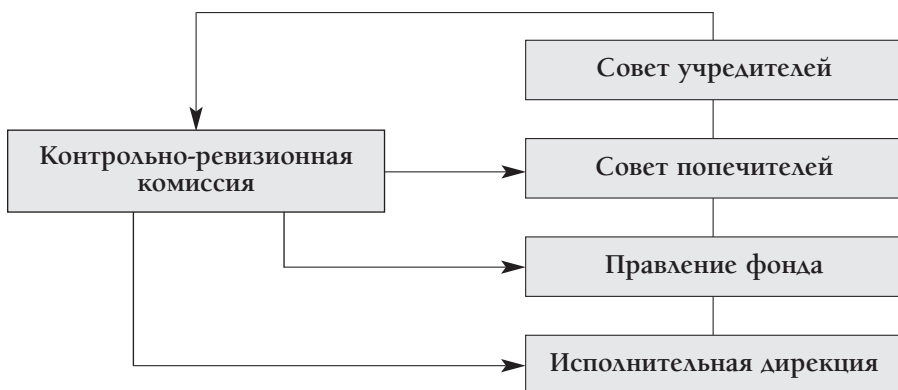 Совет учредителей
Контрольно-ревизионная
комиссия
Совет попечителей
Правление фонда
Исполнительная дирекция